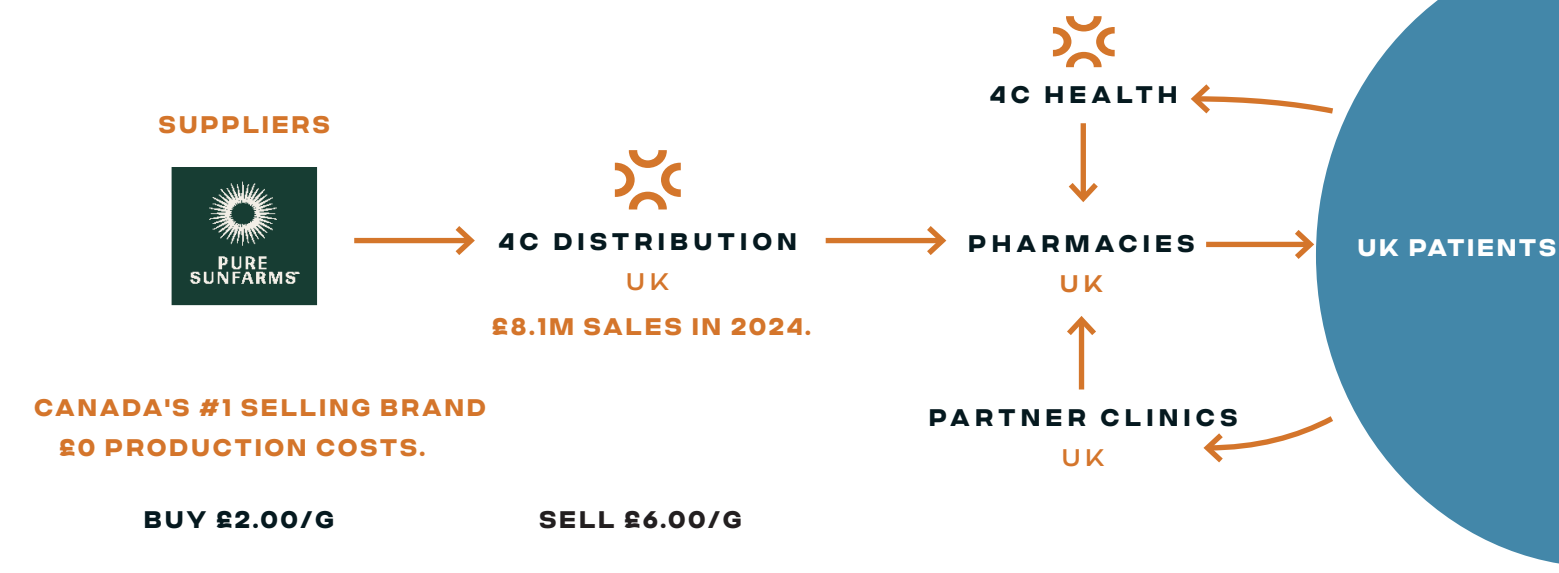 SUPPLIERS
PURE
SUNFARMS™
4C DISTRIBUTION
UK
£8.1M SALES IN 2024.
4C HEALTH
PHARMACIES
UK
PARTNER CLINICS
UK
UK PATIENTS
CANADA'S #1 SELLING BRAND
£0 PRODUCTION COSTS.
BUY £2.00/G
SELL £6.00/G